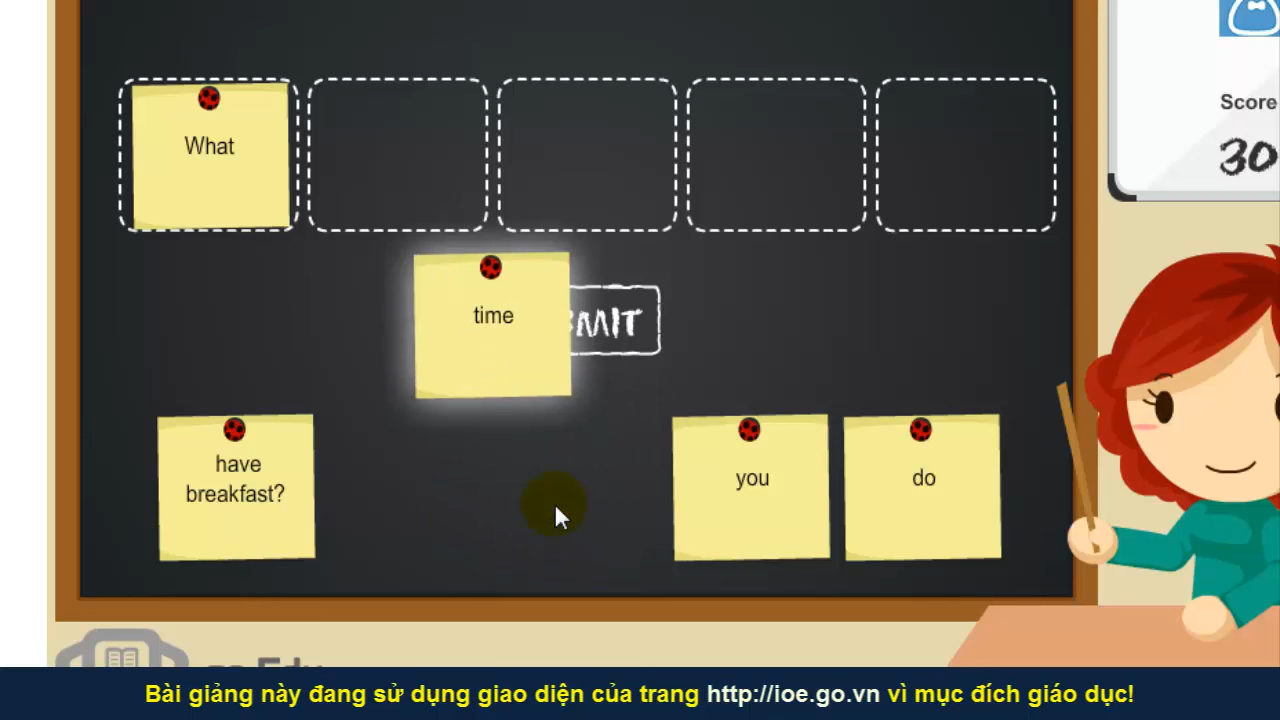 What
Score
30
time
have
breakfast?
you
do
Bài giảng này đang sử dụng giao diện của trang http://ioe.go.vn vì mục đích giáo dục!